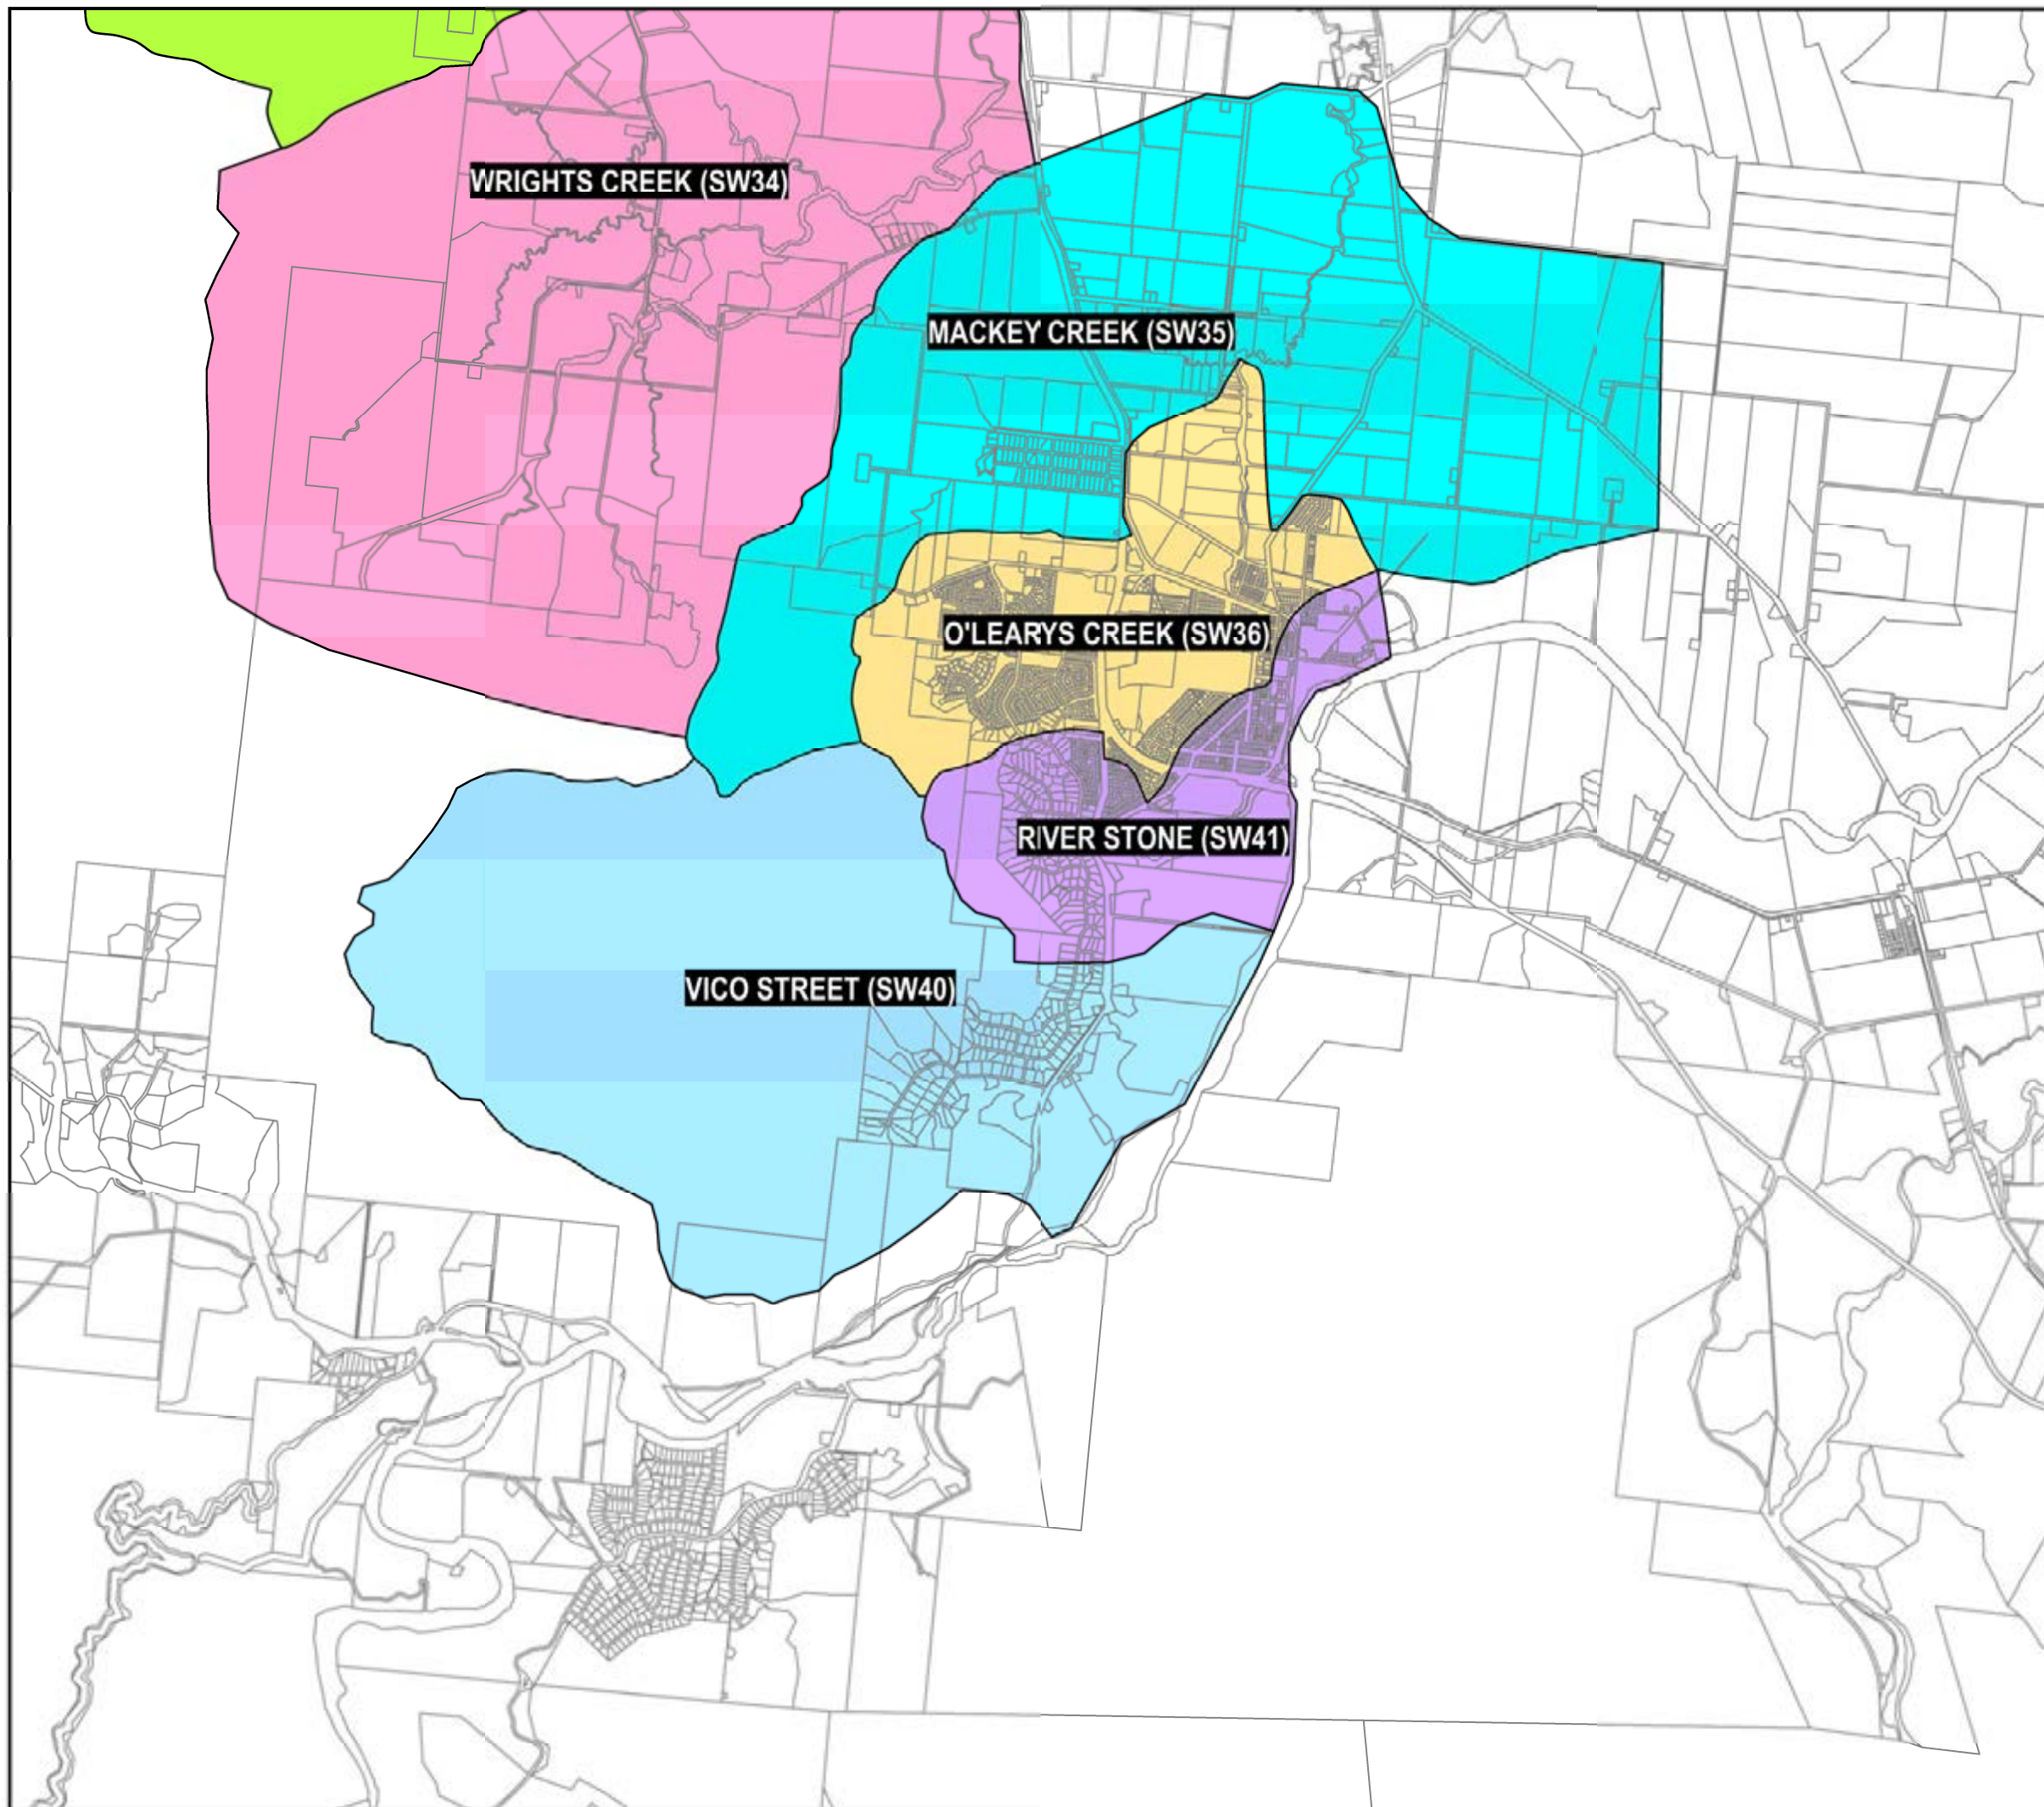 WRIGHTS CREEK (SW34)
MACKEY CREEK (SW35)
O'LEARYS CREEK (SW36)
RIVER STONE (SW41)
VICO STREET (SW40)